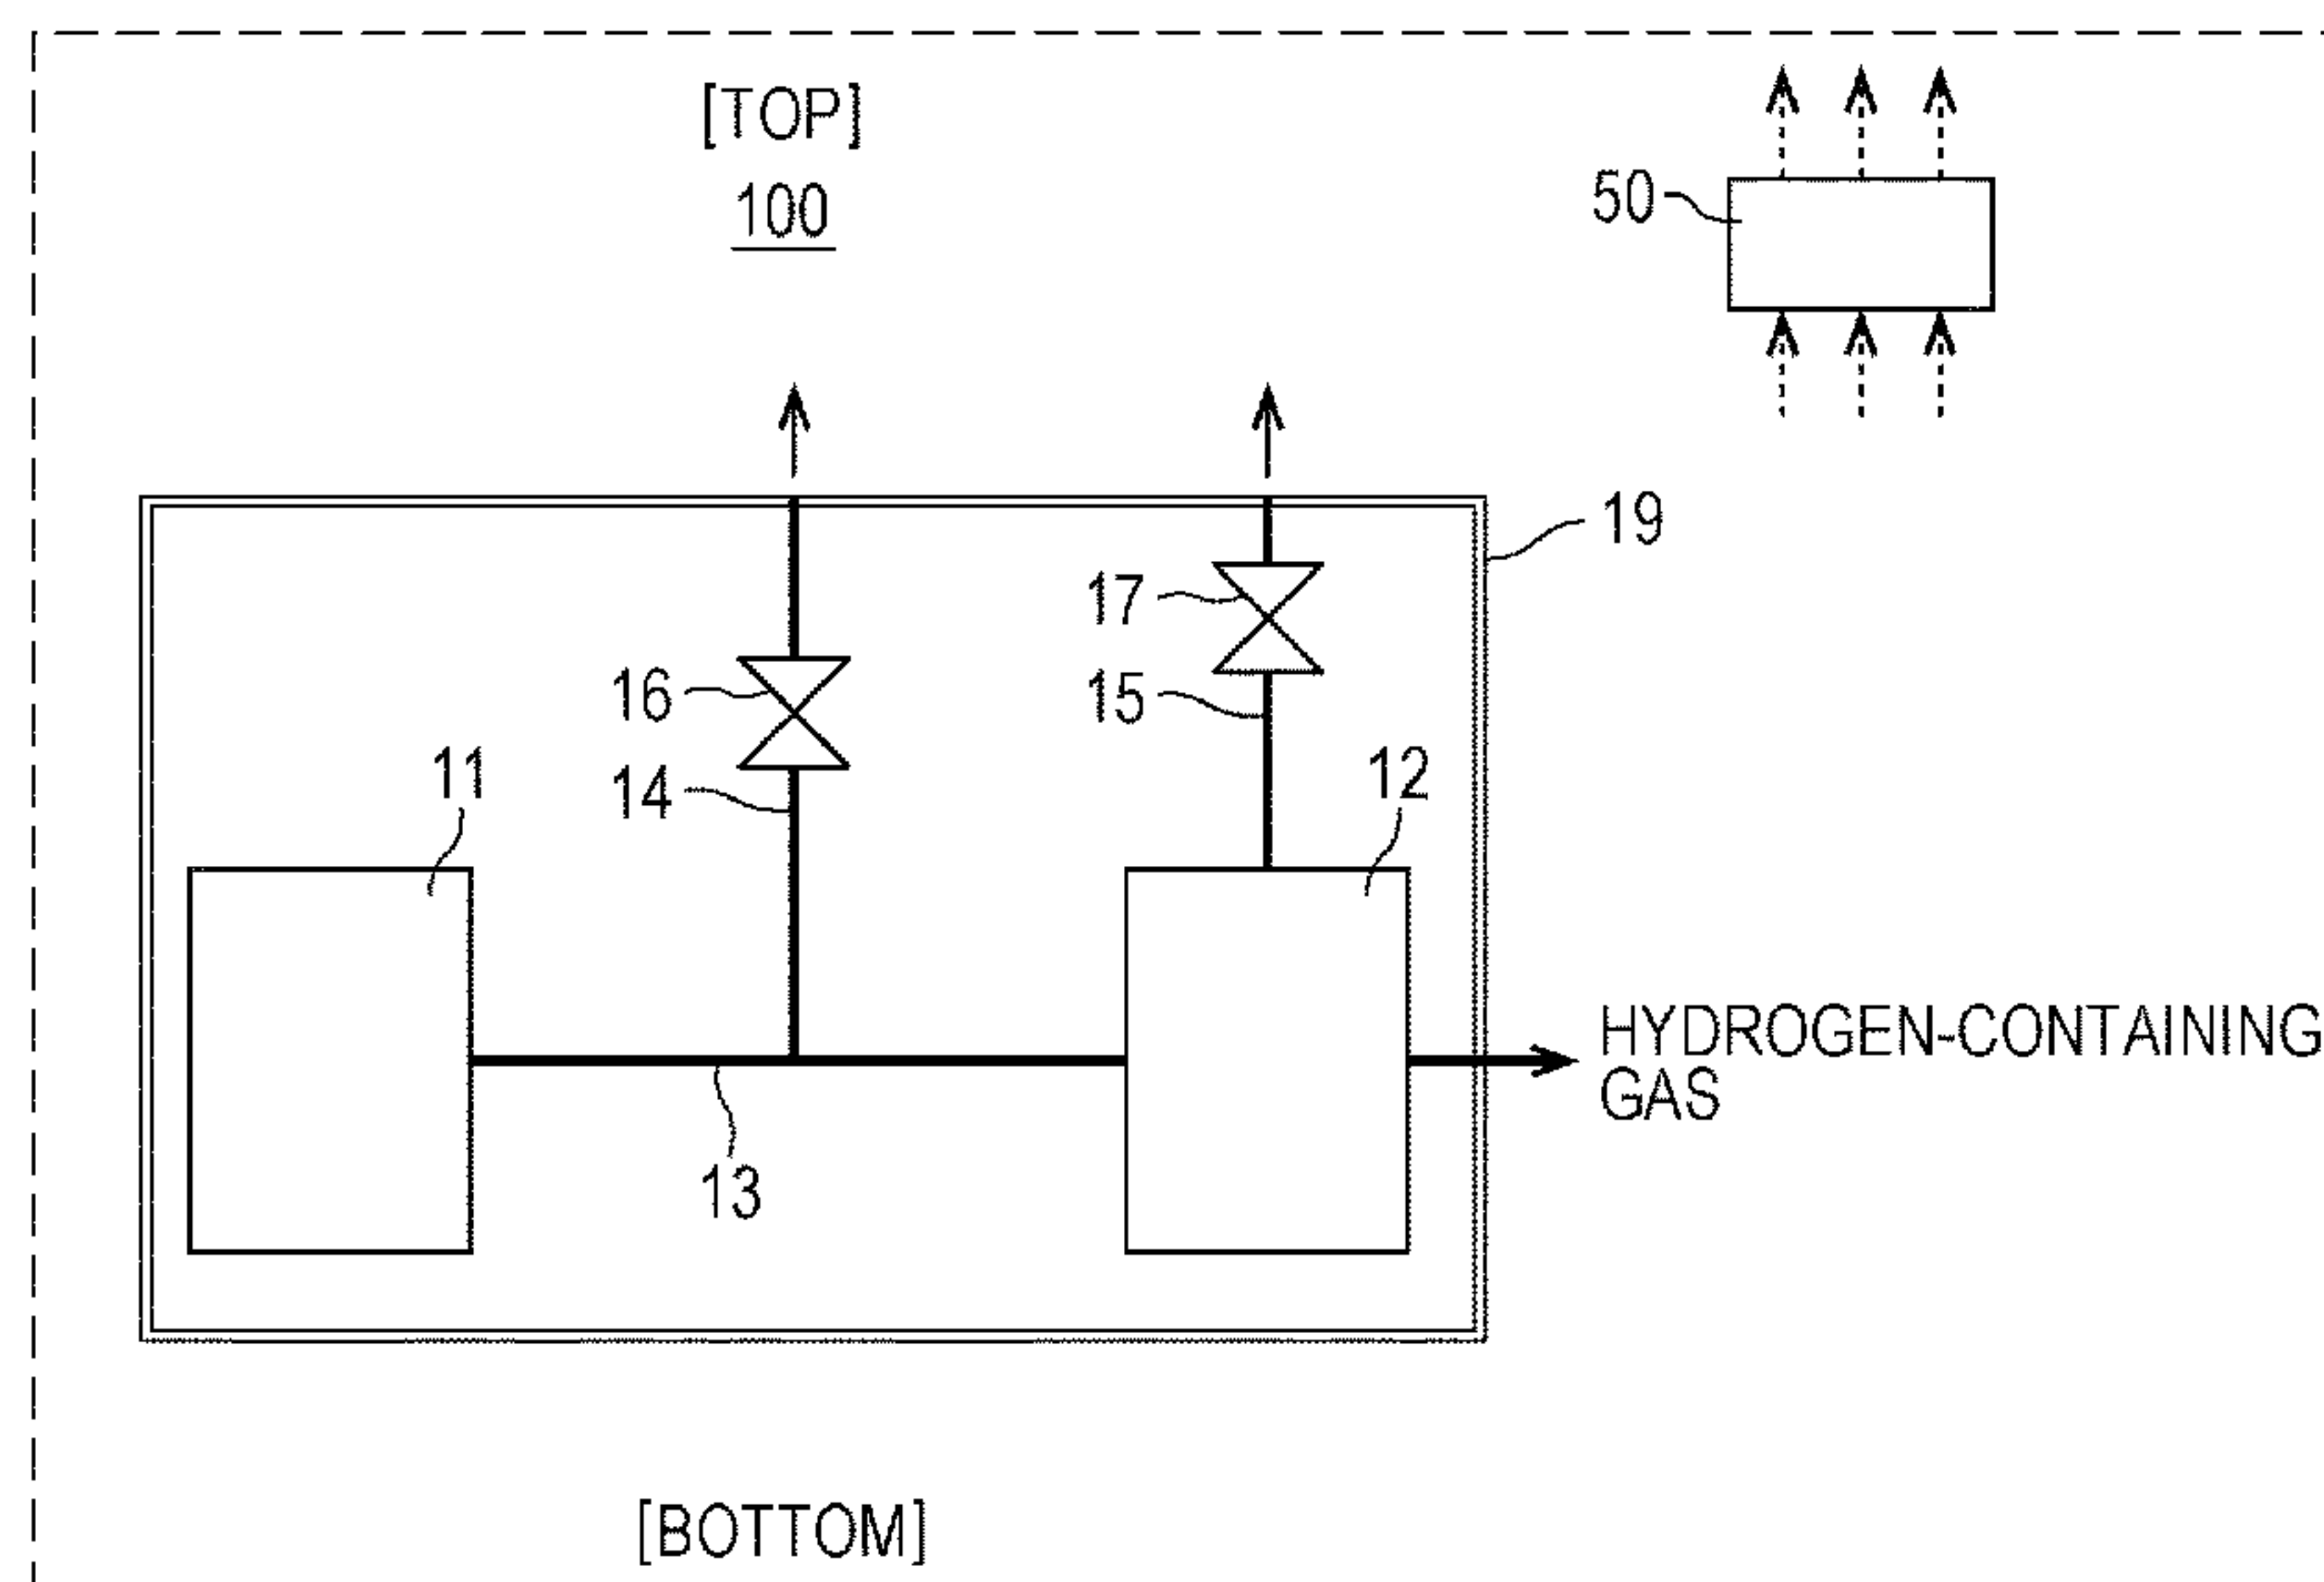 [TOP]
100
50
19
17
16
15
14
11
12
HYDROGEN-CONTAINING
GAS
13
[BOTTOM]